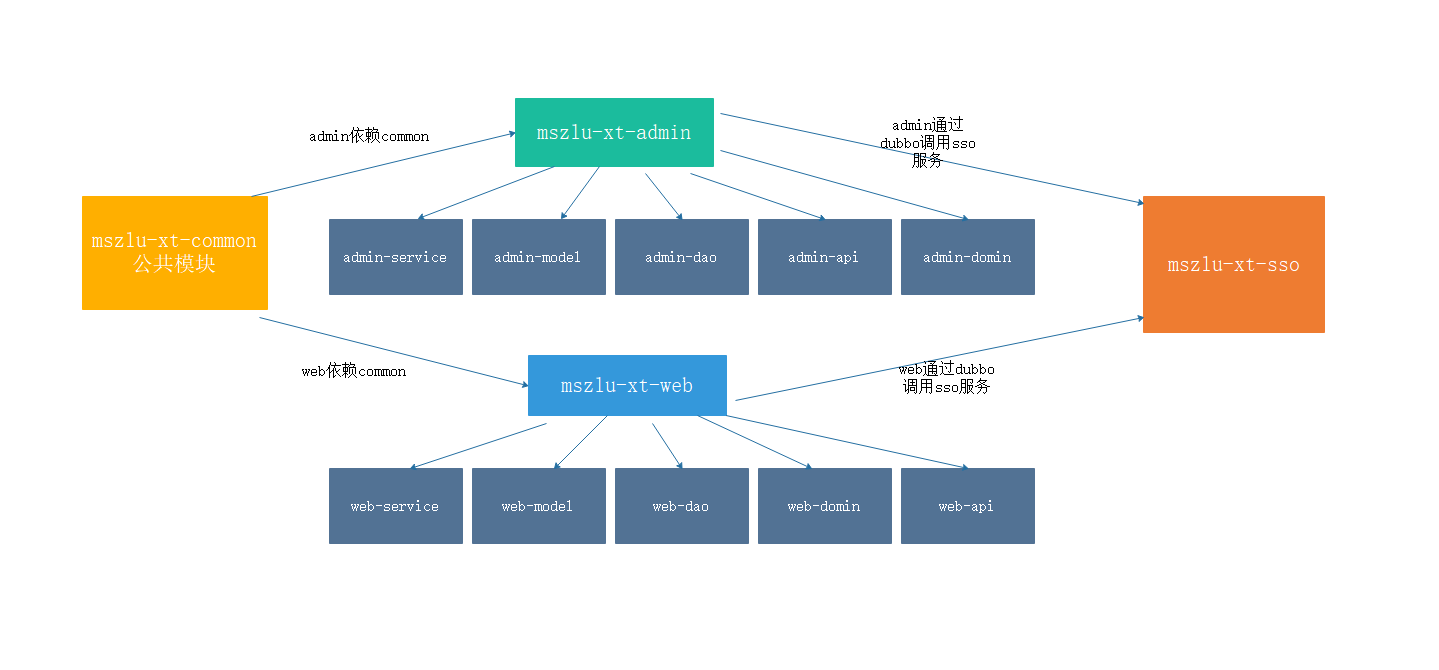 mszlu-xt-admin
admin依赖common
admin通过
dubbo调用sso
服务
mszlu-xt-common
公共模块
admin-service
admin-model
admin-dao
admin-api
admin-domin
mszlu-xt-sso
web依赖common
mszlu-xt-web
web通过dubbo
调用sso服务
web-service
web-model
web-dao
web-domin
web-api